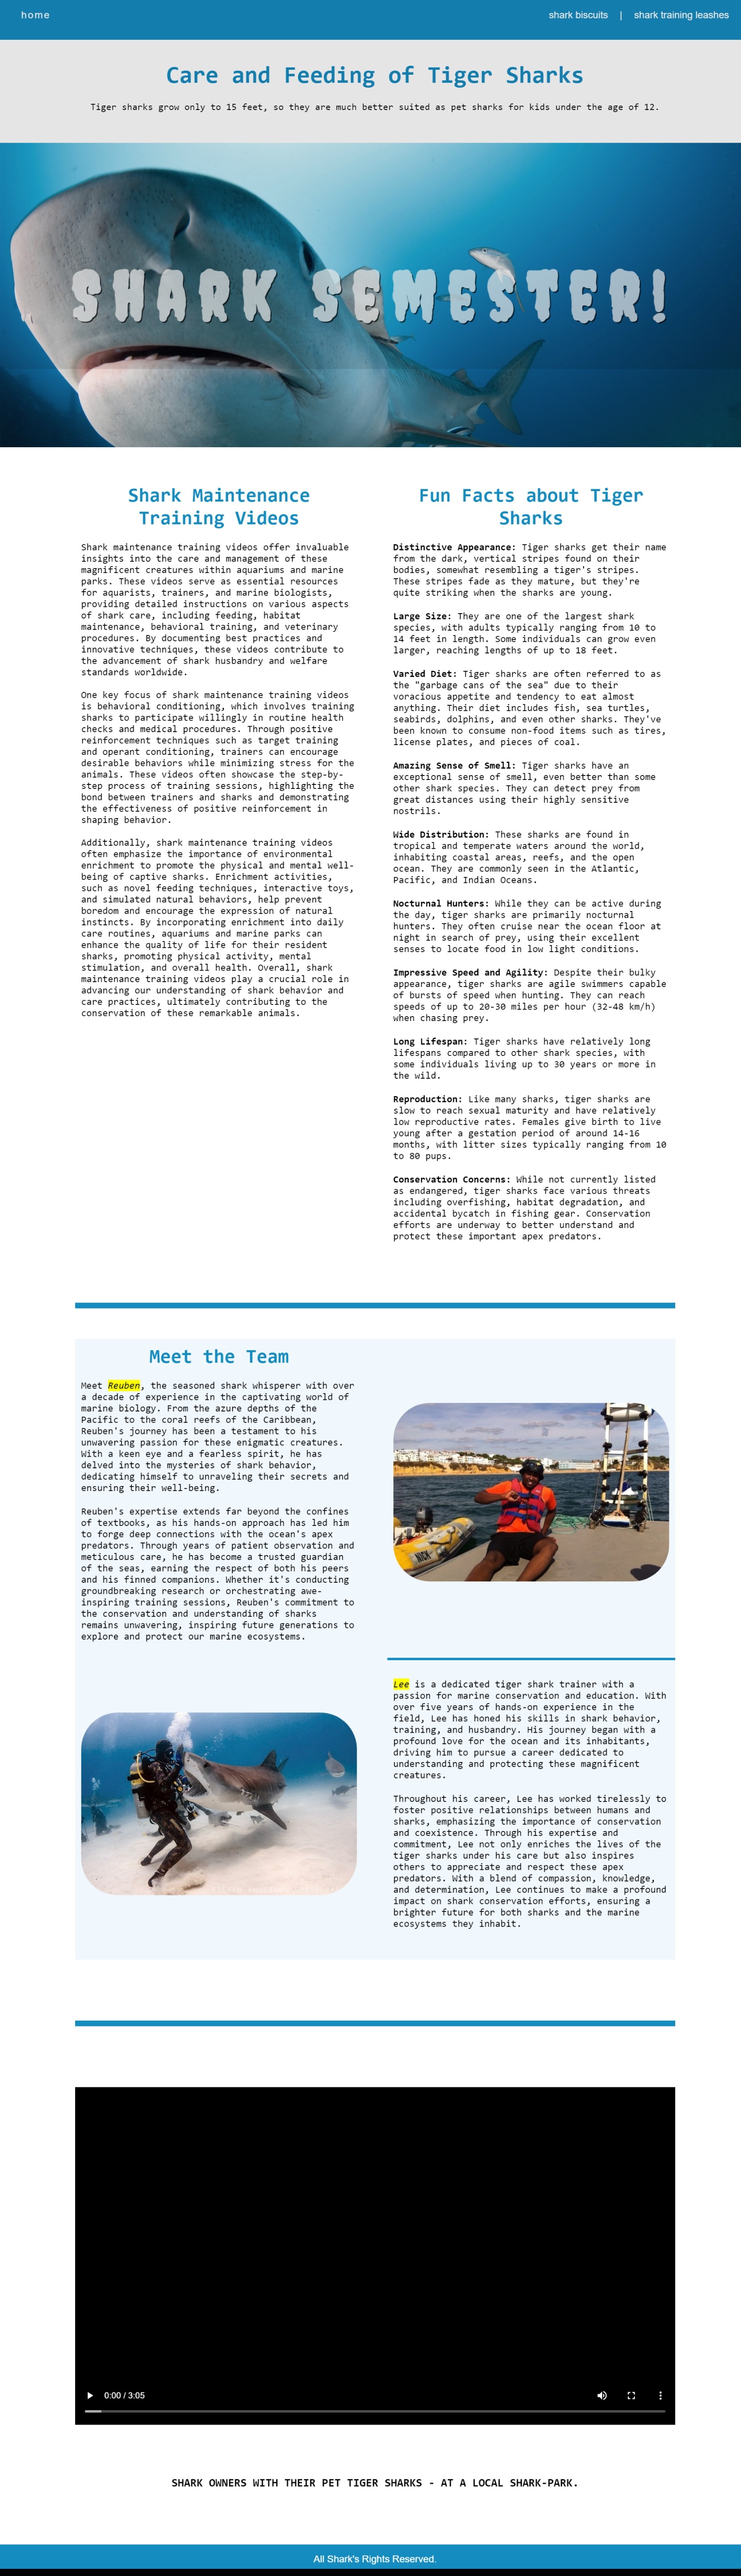 home
shark biscuits | shark training leashes
Care and Feeding of Tiger Sharks
Tiger sharks grow only to 15 feet, so they are much better suited as pet sharks for kids under the age of 12.
SHARK SEMESTER!
Shark Maintenance
Training Videos
Shark maintenance training videos offer invaluable
insights into the care and management of these
magnificent creatures within aquariums and marine
parks. These videos serve as essential resources
for aquarists, trainers, and marine biologists,
providing detailed instructions on various aspects
of shark care, including feeding, habitat
maintenance, behavioral training, and veterinary
procedures. By documenting best practices and
innovative techniques, these videos contribute to
the advancement of shark husbandry and welfare
standards worldwide.
One key focus of shark maintenance training videos
is behavioral conditioning, which involves training
sharks to participate willingly in routine health
checks and medical procedures. Through positive
reinforcement techniques such as target training
and operant conditioning, trainers can encourage
desirable behaviors while minimizing stress for the
animals. These videos often showcase the step-by-
step process of training sessions, highlighting the
bond between trainers and sharks and demonstrating
the effectiveness of positive reinforcement in
shaping behavior.
Additionally, shark maintenance training videos
often emphasize the importance of environmental
enrichment to promote the physical and mental well-
being of captive sharks. Enrichment activities,
such as novel feeding techniques, interactive toys,
and simulated natural behaviors, help prevent
boredom and encourage the expression of natural
instincts. By incorporating enrichment into daily
care routines, aquariums and marine parks can
enhance the quality of life for their resident
sharks, promoting physical activity, mental
stimulation, and overall health. Overall, shark
maintenance training videos play a crucial role in
advancing our understanding of shark behavior and
care practices, ultimately contributing to the
conservation of these remarkable animals.
Fun Facts about Tiger
Sharks
Distinctive Appearance: Tiger sharks get their name
from the dark, vertical stripes found on their
bodies, somewhat resembling a tiger's stripes.
These stripes fade as they mature, but they're
quite striking when the sharks are young.
Large Size: They are one of the largest shark
species, with adults typically ranging from 10 to
14 feet in length. Some individuals can grow even
larger, reaching lengths of up to 18 feet.
Varied Diet: Tiger sharks are often referred to as
the "garbage cans of the sea" due to their
voracious appetite and tendency to eat almost
anything. Their diet includes fish, sea turtles,
seabirds, dolphins, and even other sharks. They've
been known to consume non-food items such as tires,
license plates, and pieces of coal.
Amazing Sense of Smell: Tiger sharks have an
exceptional sense of smell, even better than some
other shark species. They can detect prey from
great distances using their highly sensitive
nostrils.
Wide Distribution: These sharks are found in
tropical and temperate waters around the world,
inhabiting coastal areas, reefs, and the open
ocean. They are commonly seen in the Atlantic,
Pacific, and Indian Oceans.
Nocturnal Hunters: While they can be active during
the day, tiger sharks are primarily nocturnal
hunters. They often cruise near the ocean floor at
night in search of prey, using their excellent
senses to locate food in low light conditions.
Impressive Speed and Agility: Despite their bulky
appearance, tiger sharks are agile swimmers capable
of bursts of speed when hunting. They can reach
speeds of up to 20-30 miles per hour (32-48 km/h)
when chasing prey.
Long Lifespan: Tiger sharks have relatively long
lifespans compared to other shark species, with
some individuals living up to 30 years or more in
the wild.
Reproduction: Like many sharks, tiger sharks are
slow to reach sexual maturity and have relatively
low reproductive rates. Females give birth to live
young after a gestation period of around 14-16
months, with litter sizes typically ranging from 10
to 80 pups.
Conservation Concerns: While not currently listed
as endangered, tiger sharks face various threats
including overfishing, habitat degradation, and
accidental bycatch in fishing gear. Conservation
efforts are underway to better understand and
protect these important apex predators.
Meet the Team
Meet Reuben, the seasoned shark whisperer with over
a decade of experience in the captivating world of
marine biology. From the azure depths of the
Pacific to the coral reefs of the Caribbean,
Reuben's journey has been a testament to his
unwavering passion for these enigmatic creatures.
With a keen eye and a fearless spirit, he has
delved into the mysteries of shark behavior,
dedicating himself to unraveling their secrets and
ensuring their well-being.
Reuben's expertise extends far beyond the confines
of textbooks, as his hands-on approach has led him
to forge deep connections with the ocean's apex
predators. Through years of patient observation and
meticulous care, he has become a trusted guardian
of the seas, earning the respect of both his peers
and his finned companions. Whether it's conducting
groundbreaking research or orchestrating awe-
inspiring training sessions, Reuben's commitment to
the conservation and understanding of sharks
remains unwavering, inspiring future generations to
explore and protect our marine ecosystems.
NICK
Lee is a dedicated tiger shark trainer with a
passion for marine conservation and education. With
over five years of hands-on experience in the
field, Lee has honed his skills in shark behavior,
training, and husbandry. His journey began with a
profound love for the ocean and its inhabitants,
driving him to pursue a career dedicated to
understanding and protecting these magnificent
creatures.
Throughout his career, Lee has worked tirelessly to
foster positive relationships between humans and
sharks, emphasizing the importance of conservation
and coexistence. Through his expertise and
commitment, Lee not only enriches the lives of the
tiger sharks under his care but also inspires
others to appreciate and respect these apex
predators. With a blend of compassion, knowledge,
and determination, Lee continues to make a profound
impact on shark conservation efforts, ensuring a
brighter future for both sharks and the marine
ecosystems they inhabit.
0:00 / 3:05
SHARK OWNERS WITH THEIR PET TIGER SHARKS - AT A LOCAL SHARK-PARK.
All Shark's Rights Reserved.